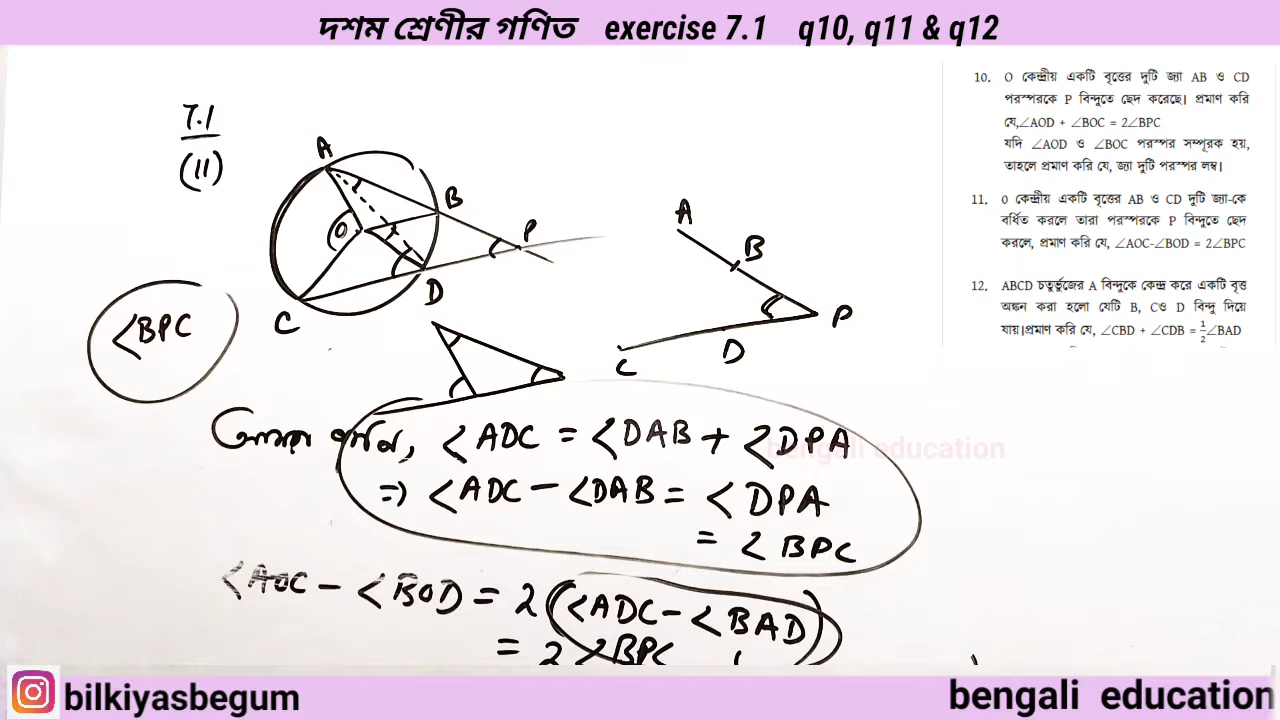 দশম শ্রেণীর গণিত exercise 7.1 q10, q11 & q12
10. O কেন্দ্রীয় একটি বৃত্তের দুটি জ্যা AB ও CD
পরস্পরকে P বিন্দুতে ছেদ করেছে। প্রমাণ করি
যে,∠AOD + ∠BOC = 2∠BPC
যদি ∠AOD ও ∠BOC পরস্পর সম্পূরক হয়,
তাহলে প্রমাণ করি যে, জ্যা দুটি পরস্পর লম্ব।
11. 0 কেন্দ্রীয় একটি বৃত্তের AB ও CD দুটি জ্যা-কে
বর্ধিত করলে তারা পরস্পরকে P বিন্দুতে ছেদ
করলে, প্রমাণ করি যে, ∠AOC-∠BOD = 2∠BPC
12. ABCD চতুর্ভুজের A বিন্দুকে কেন্দ্র করে একটি বৃত্ত
অঙ্কন করা হলো যেটি B, Cও D বিন্দু দিয়ে
যায়।প্রমাণ করি যে, ∠CBD + ∠CDB = 1/2∠BAD
7.1
(11)
A
B
O
P
D
C
A
B
P
D
C
∠BPC
আমরা জানি, ∠ADC = ∠DAB + ∠DPA
⇒ ∠ADC − ∠DAB = ∠DPA
= ∠BPC
∠AOC − ∠BOD = 2(∠ADC − ∠BAD)
= 2∠BPC
bengali education
bilkiyasbegum
bengali education